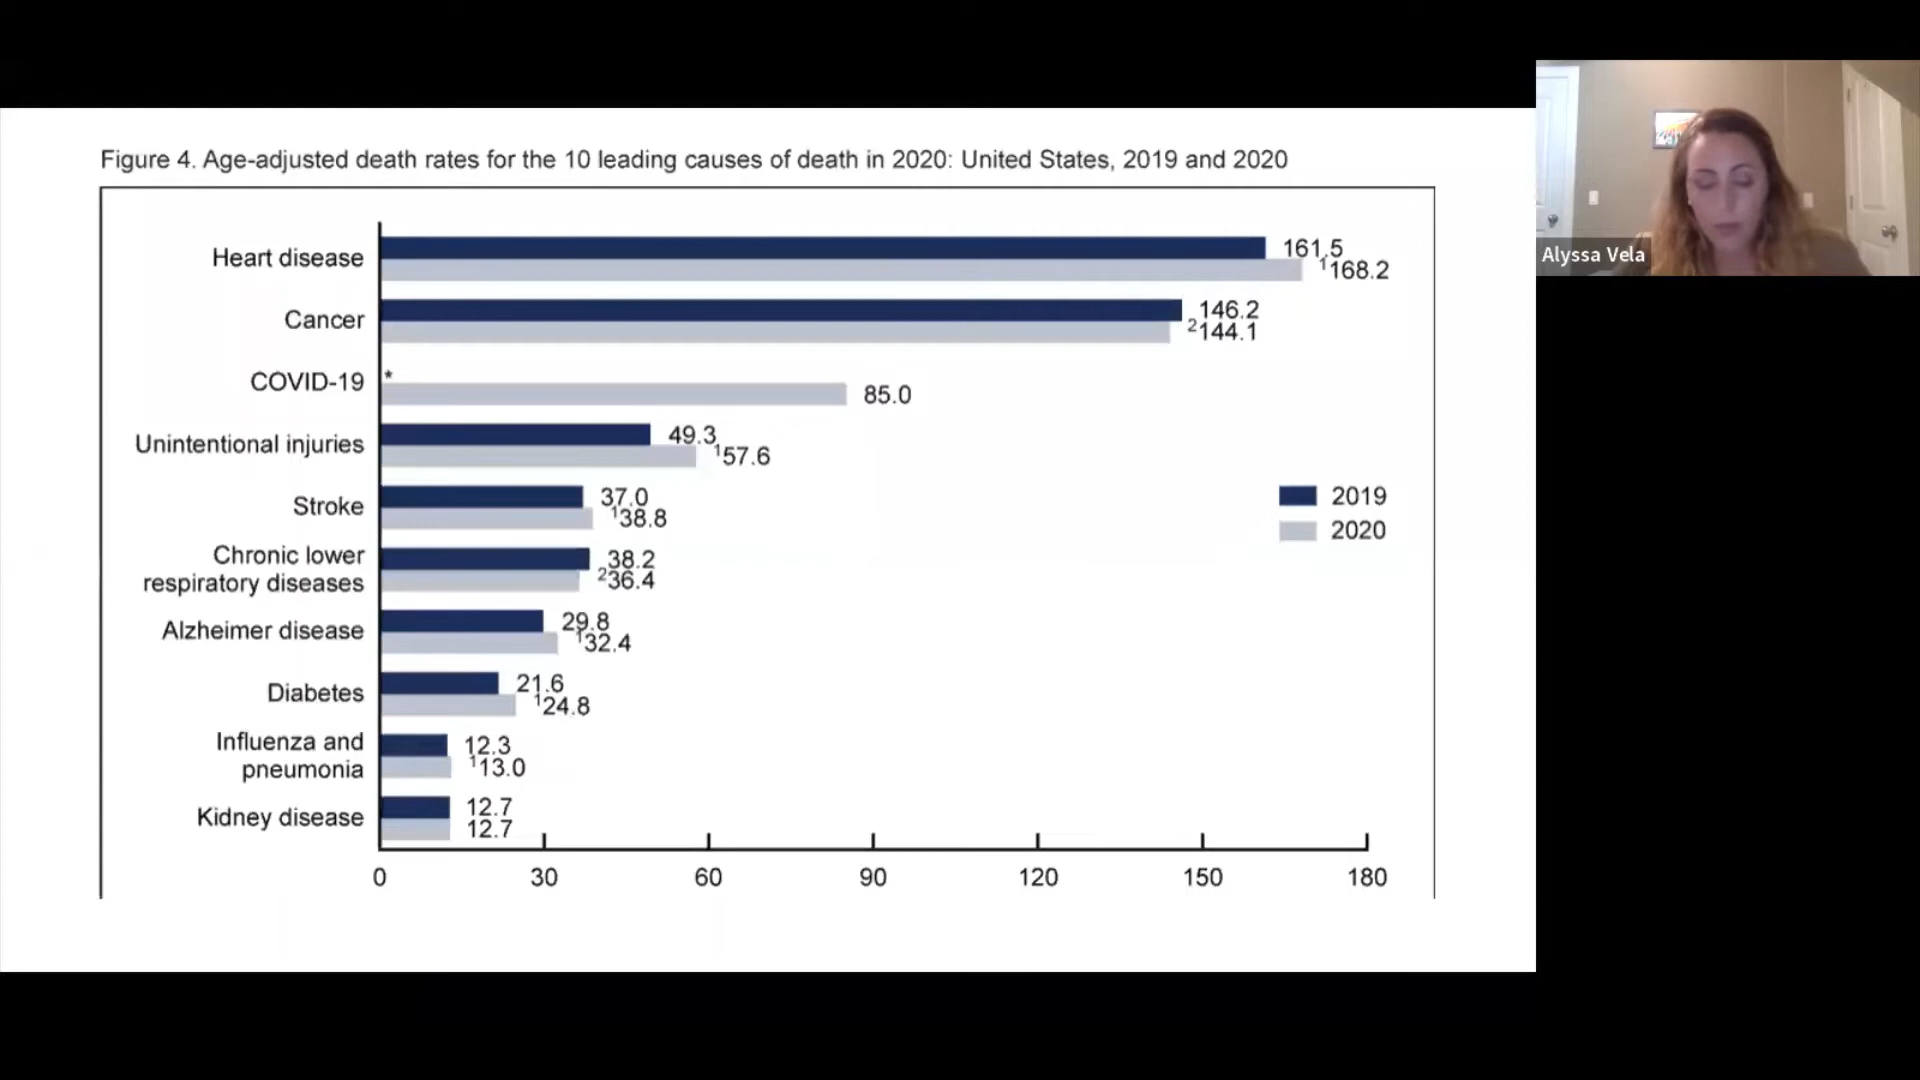 Figure 4. Age-adjusted death rates for the 10 leading causes of death in 2020: United States, 2019 and 2020
Heart disease
161.5
1168.2
Cancer
146.2
2144.1
COVID-19
*
85.0
Unintentional injuries
49.3
157.6
Stroke
37.0
138.8
Chronic lower
respiratory diseases
38.2
236.4
Alzheimer disease
29.8
132.4
Diabetes
21.6
124.8
Influenza and
pneumonia
12.3
113.0
Kidney disease
12.7
12.7
0 30 60 90 120 150 180
2019
2020
Alyssa Vela